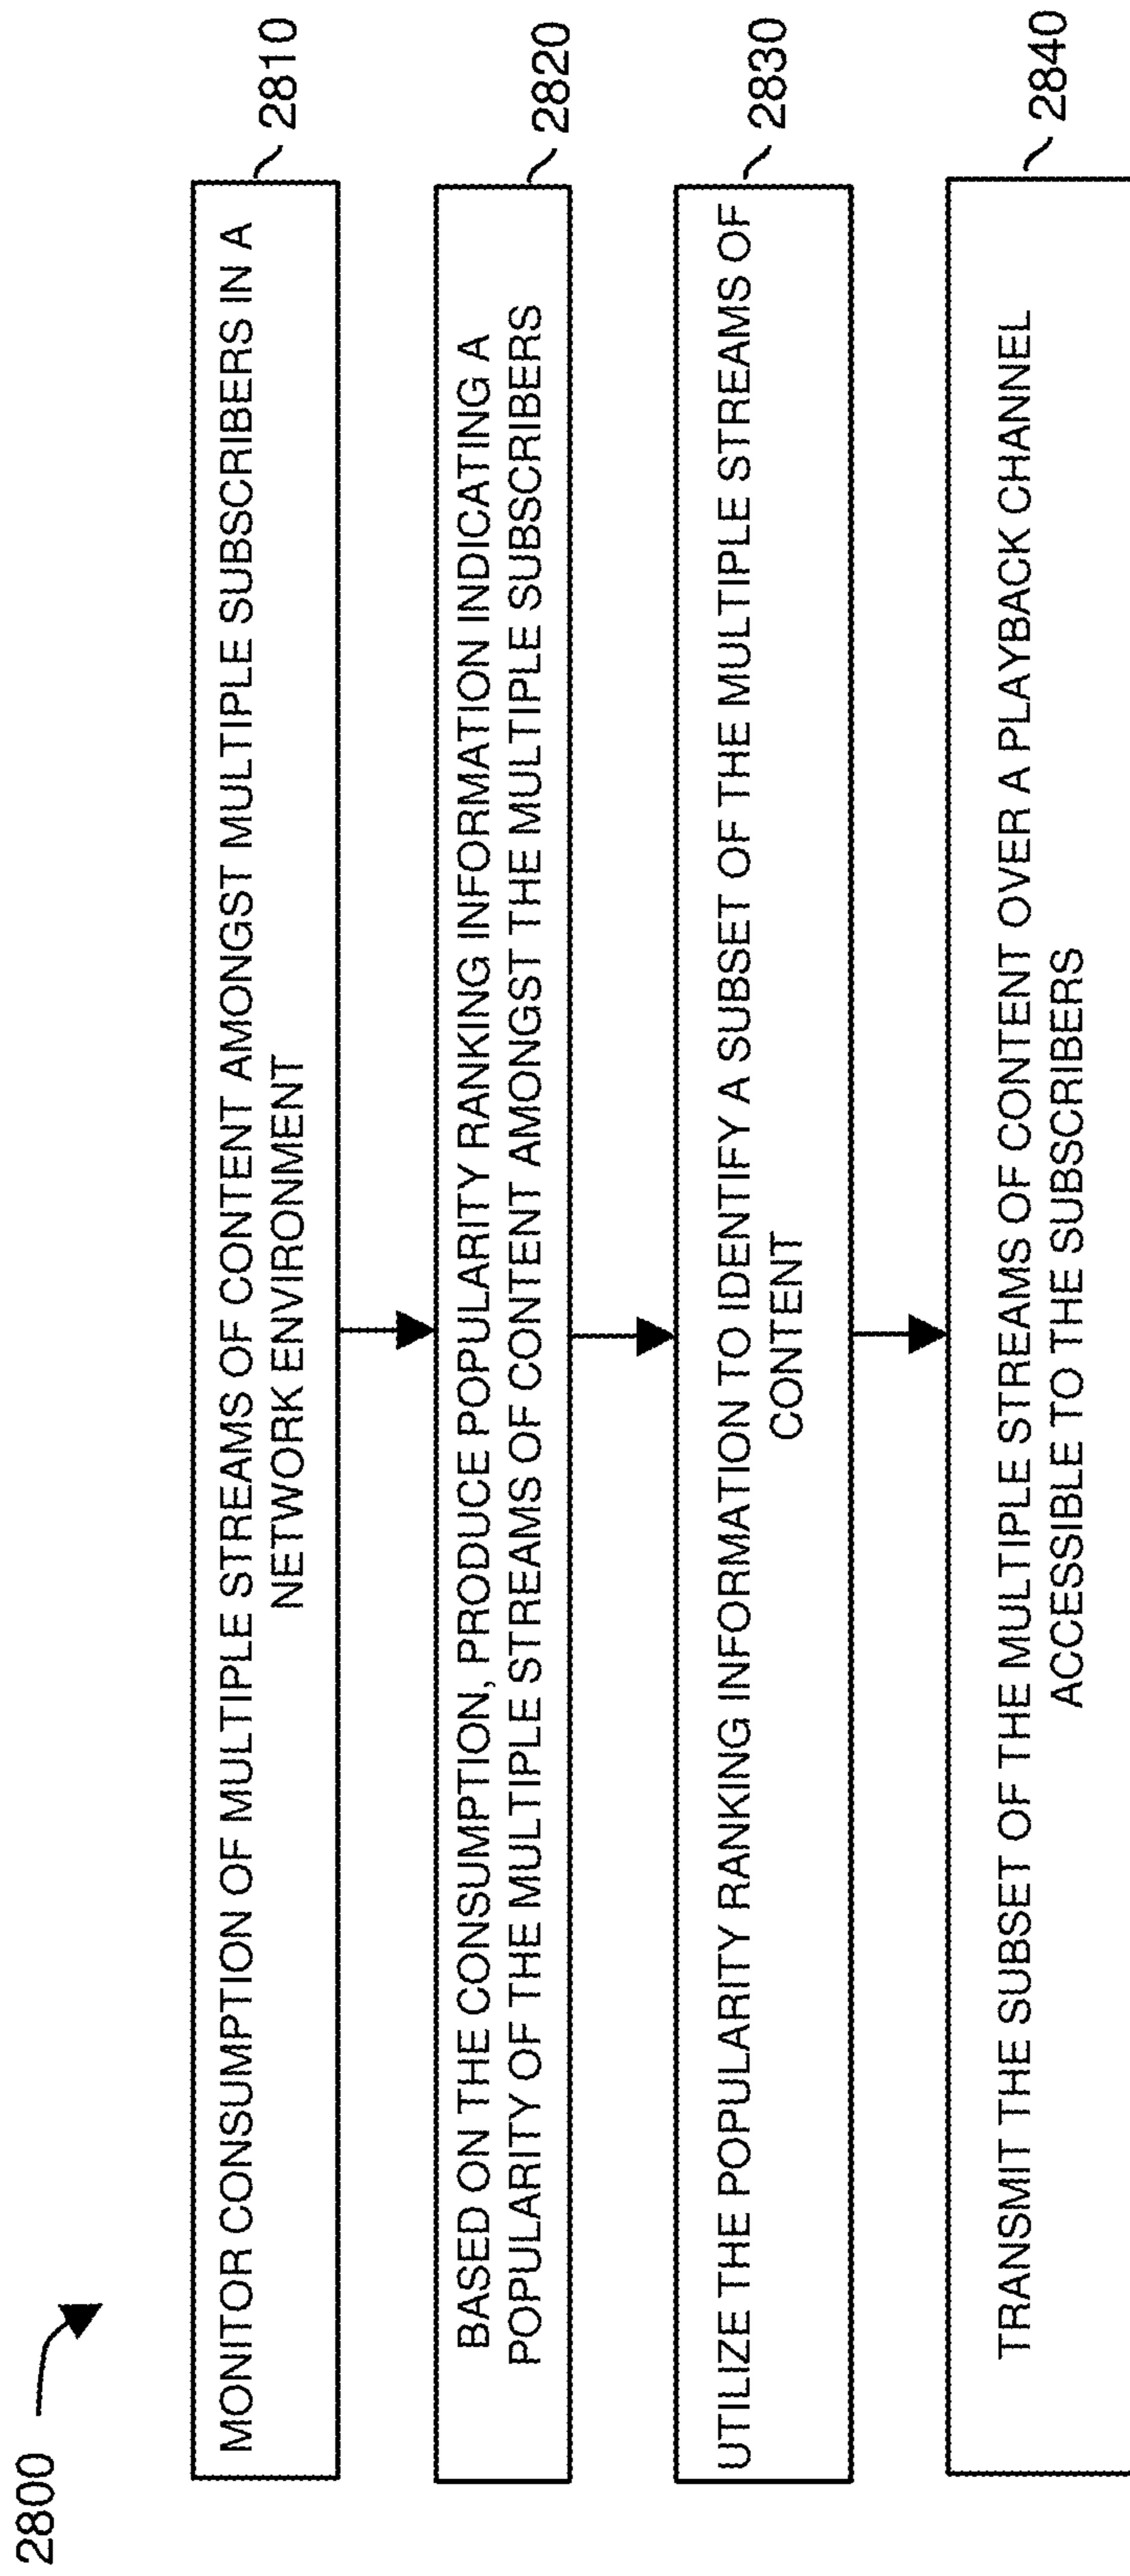 2800
MONITOR CONSUMPTION OF MULTIPLE STREAMS OF CONTENT AMONGST MULTIPLE SUBSCRIBERS IN A
NETWORK ENVIRONMENT
2810
BASED ON THE CONSUMPTION, PRODUCE POPULARITY RANKING INFORMATION INDICATING A
POPULARITY OF THE MULTIPLE STREAMS OF CONTENT AMONGST THE MULTIPLE SUBSCRIBERS
2820
UTILIZE THE POPULARITY RANKING INFORMATION TO IDENTIFY A SUBSET OF THE MULTIPLE STREAMS OF
CONTENT
2830
TRANSMIT THE SUBSET OF THE MULTIPLE STREAMS OF CONTENT OVER A PLAYBACK CHANNEL
ACCESSIBLE TO THE SUBSCRIBERS
2840